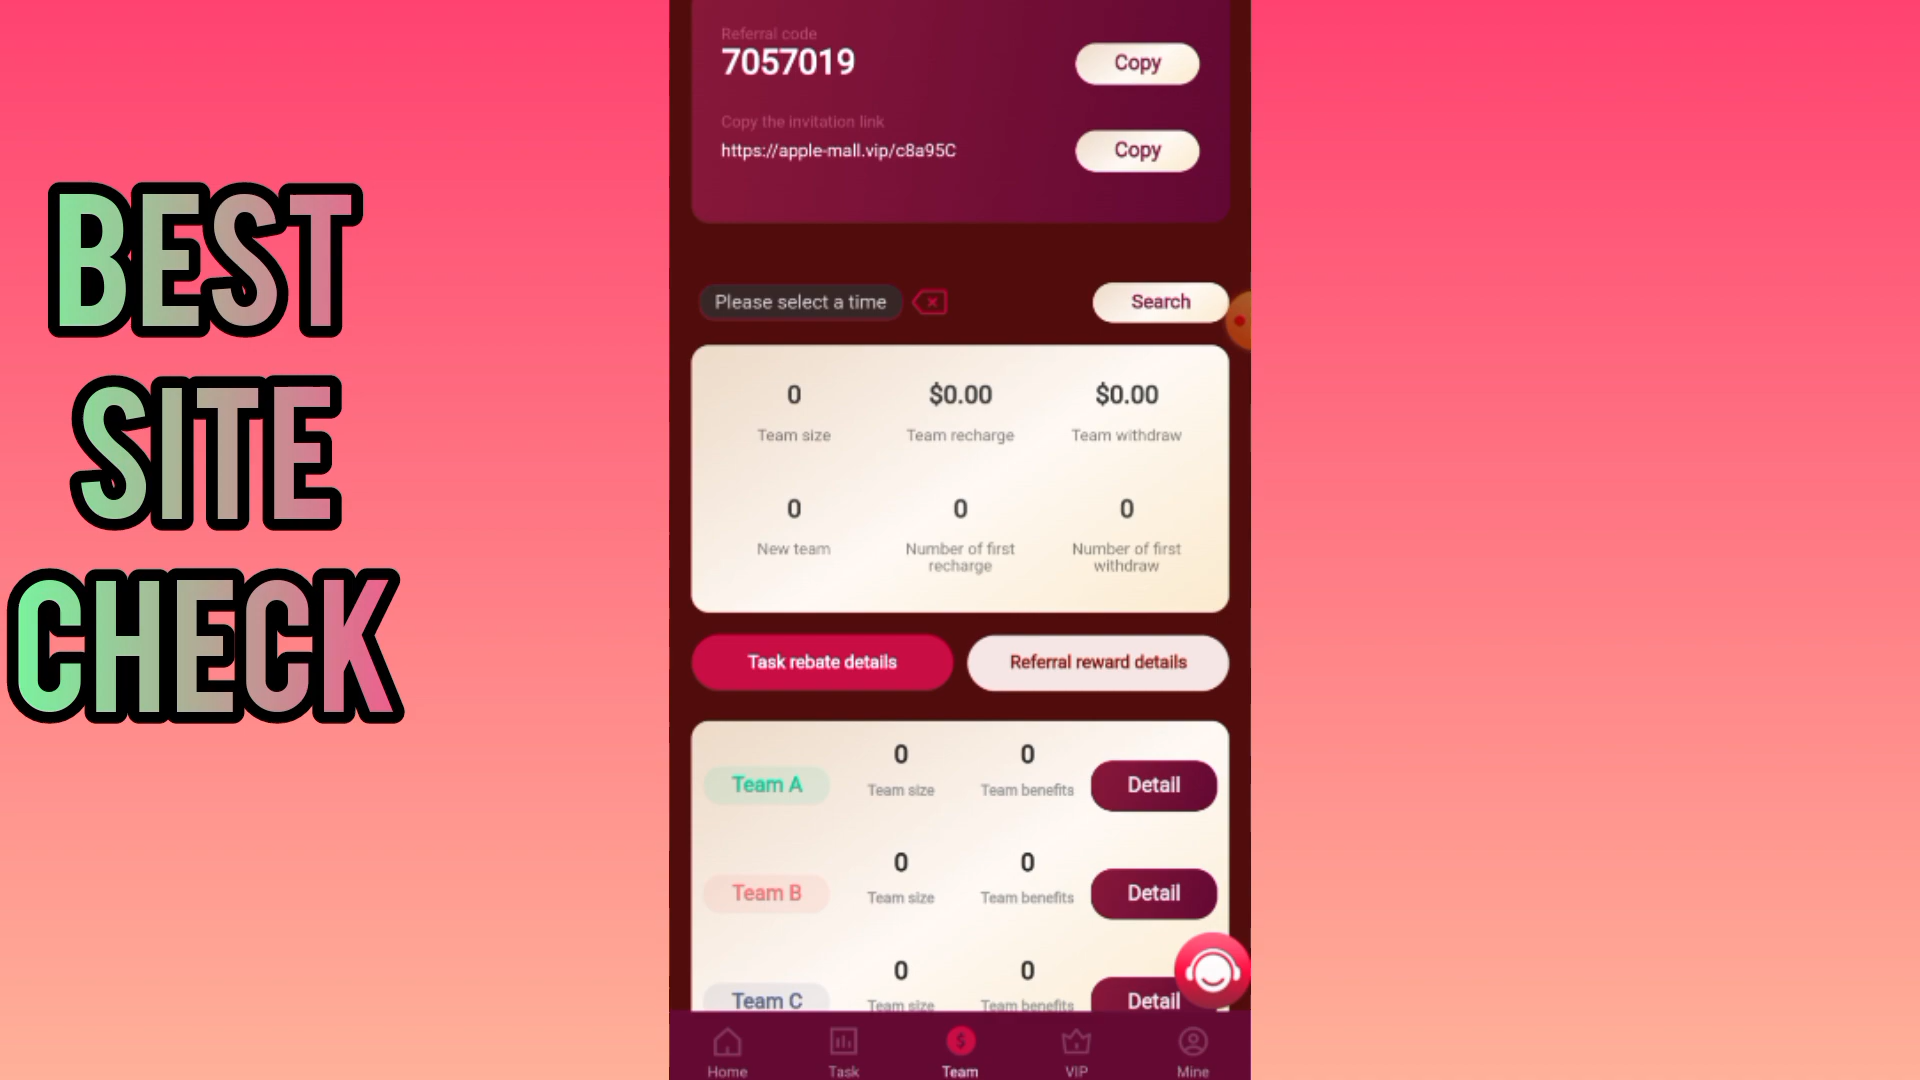 BEST
SITE
CHECK
Referral code
7057019
Copy
Copy the invitation link
https://apple-mall.vip/c8a95C
Copy
Please select a time
Search
0 $0.00 $0.00
Team size Team recharge Team withdraw
0 0 0
New team Number of first recharge Number of first withdraw
Task rebate details Referral reward details
0 0
Team A Team size Team benefits Detail
0 0
Team B Team size Team benefits Detail
0 0
Team C Team size Team benefits Detail
Home Task Team VIP Mine